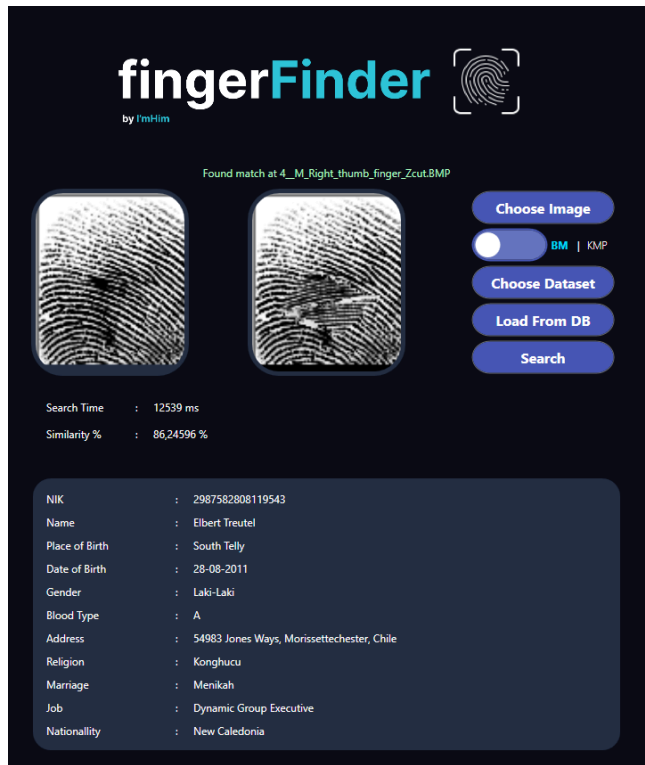 fingerFinder
by I'mHim
Found match at 4__M_Right_thumb_finger_Zcut.BMP
Choose Image
BM | KMP
Choose Dataset
Load From DB
Search
Search Time : 12539 ms
Similarity % : 86,24596 %
NIK : 2987582808119543
Name : Elbert Treutel
Place of Birth : South Telly
Date of Birth : 28-08-2011
Gender : Laki-Laki
Blood Type : A
Address : 54983 Jones Ways, Morissettechester, Chile
Religion : Konghucu
Marriage : Menikah
Job : Dynamic Group Executive
Nationallity : New Caledonia